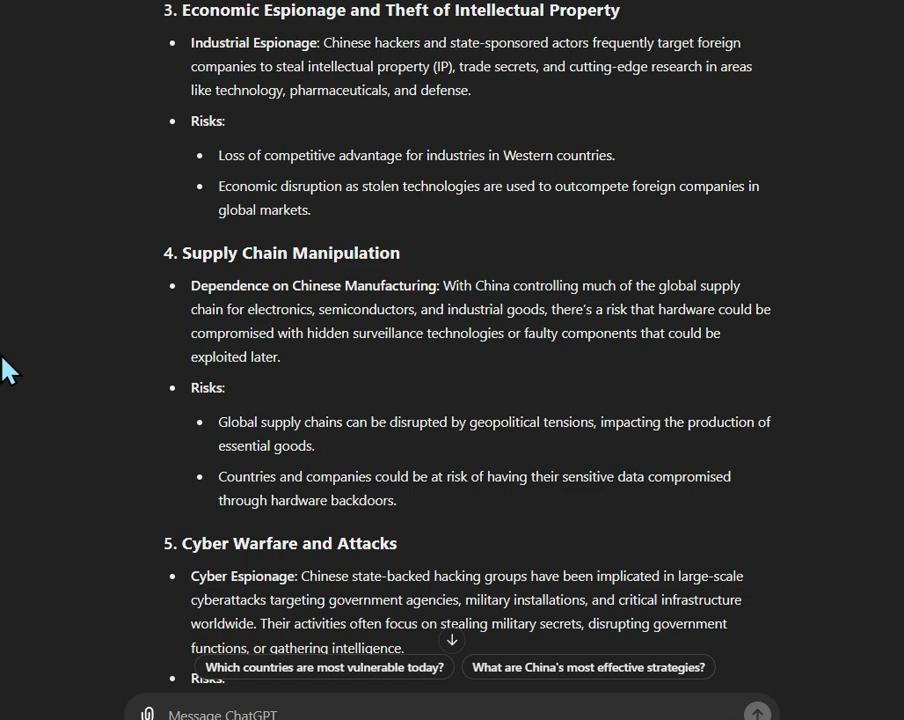 3. Economic Espionage and Theft of Intellectual Property
• Industrial Espionage: Chinese hackers and state-sponsored actors frequently target foreign
companies to steal intellectual property (IP), trade secrets, and cutting-edge research in areas
like technology, pharmaceuticals, and defense.
• Risks:
• Loss of competitive advantage for industries in Western countries.
• Economic disruption as stolen technologies are used to outcompete foreign companies in
global markets.
4. Supply Chain Manipulation
• Dependence on Chinese Manufacturing: With China controlling much of the global supply
chain for electronics, semiconductors, and industrial goods, there's a risk that hardware could be
compromised with hidden surveillance technologies or faulty components that could be
exploited later.
• Risks:
• Global supply chains can be disrupted by geopolitical tensions, impacting the production of
essential goods.
• Countries and companies could be at risk of having their sensitive data compromised
through hardware backdoors.
5. Cyber Warfare and Attacks
• Cyber Espionage: Chinese state-backed hacking groups have been implicated in large-scale
cyberattacks targeting government agencies, military installations, and critical infrastructure
worldwide. Their activities often focus on stealing military secrets, disrupting government
functions, or gathering intelligence.
Which countries are most vulnerable today? What are China's most effective strategies?
• Risks:
Message ChatGPT